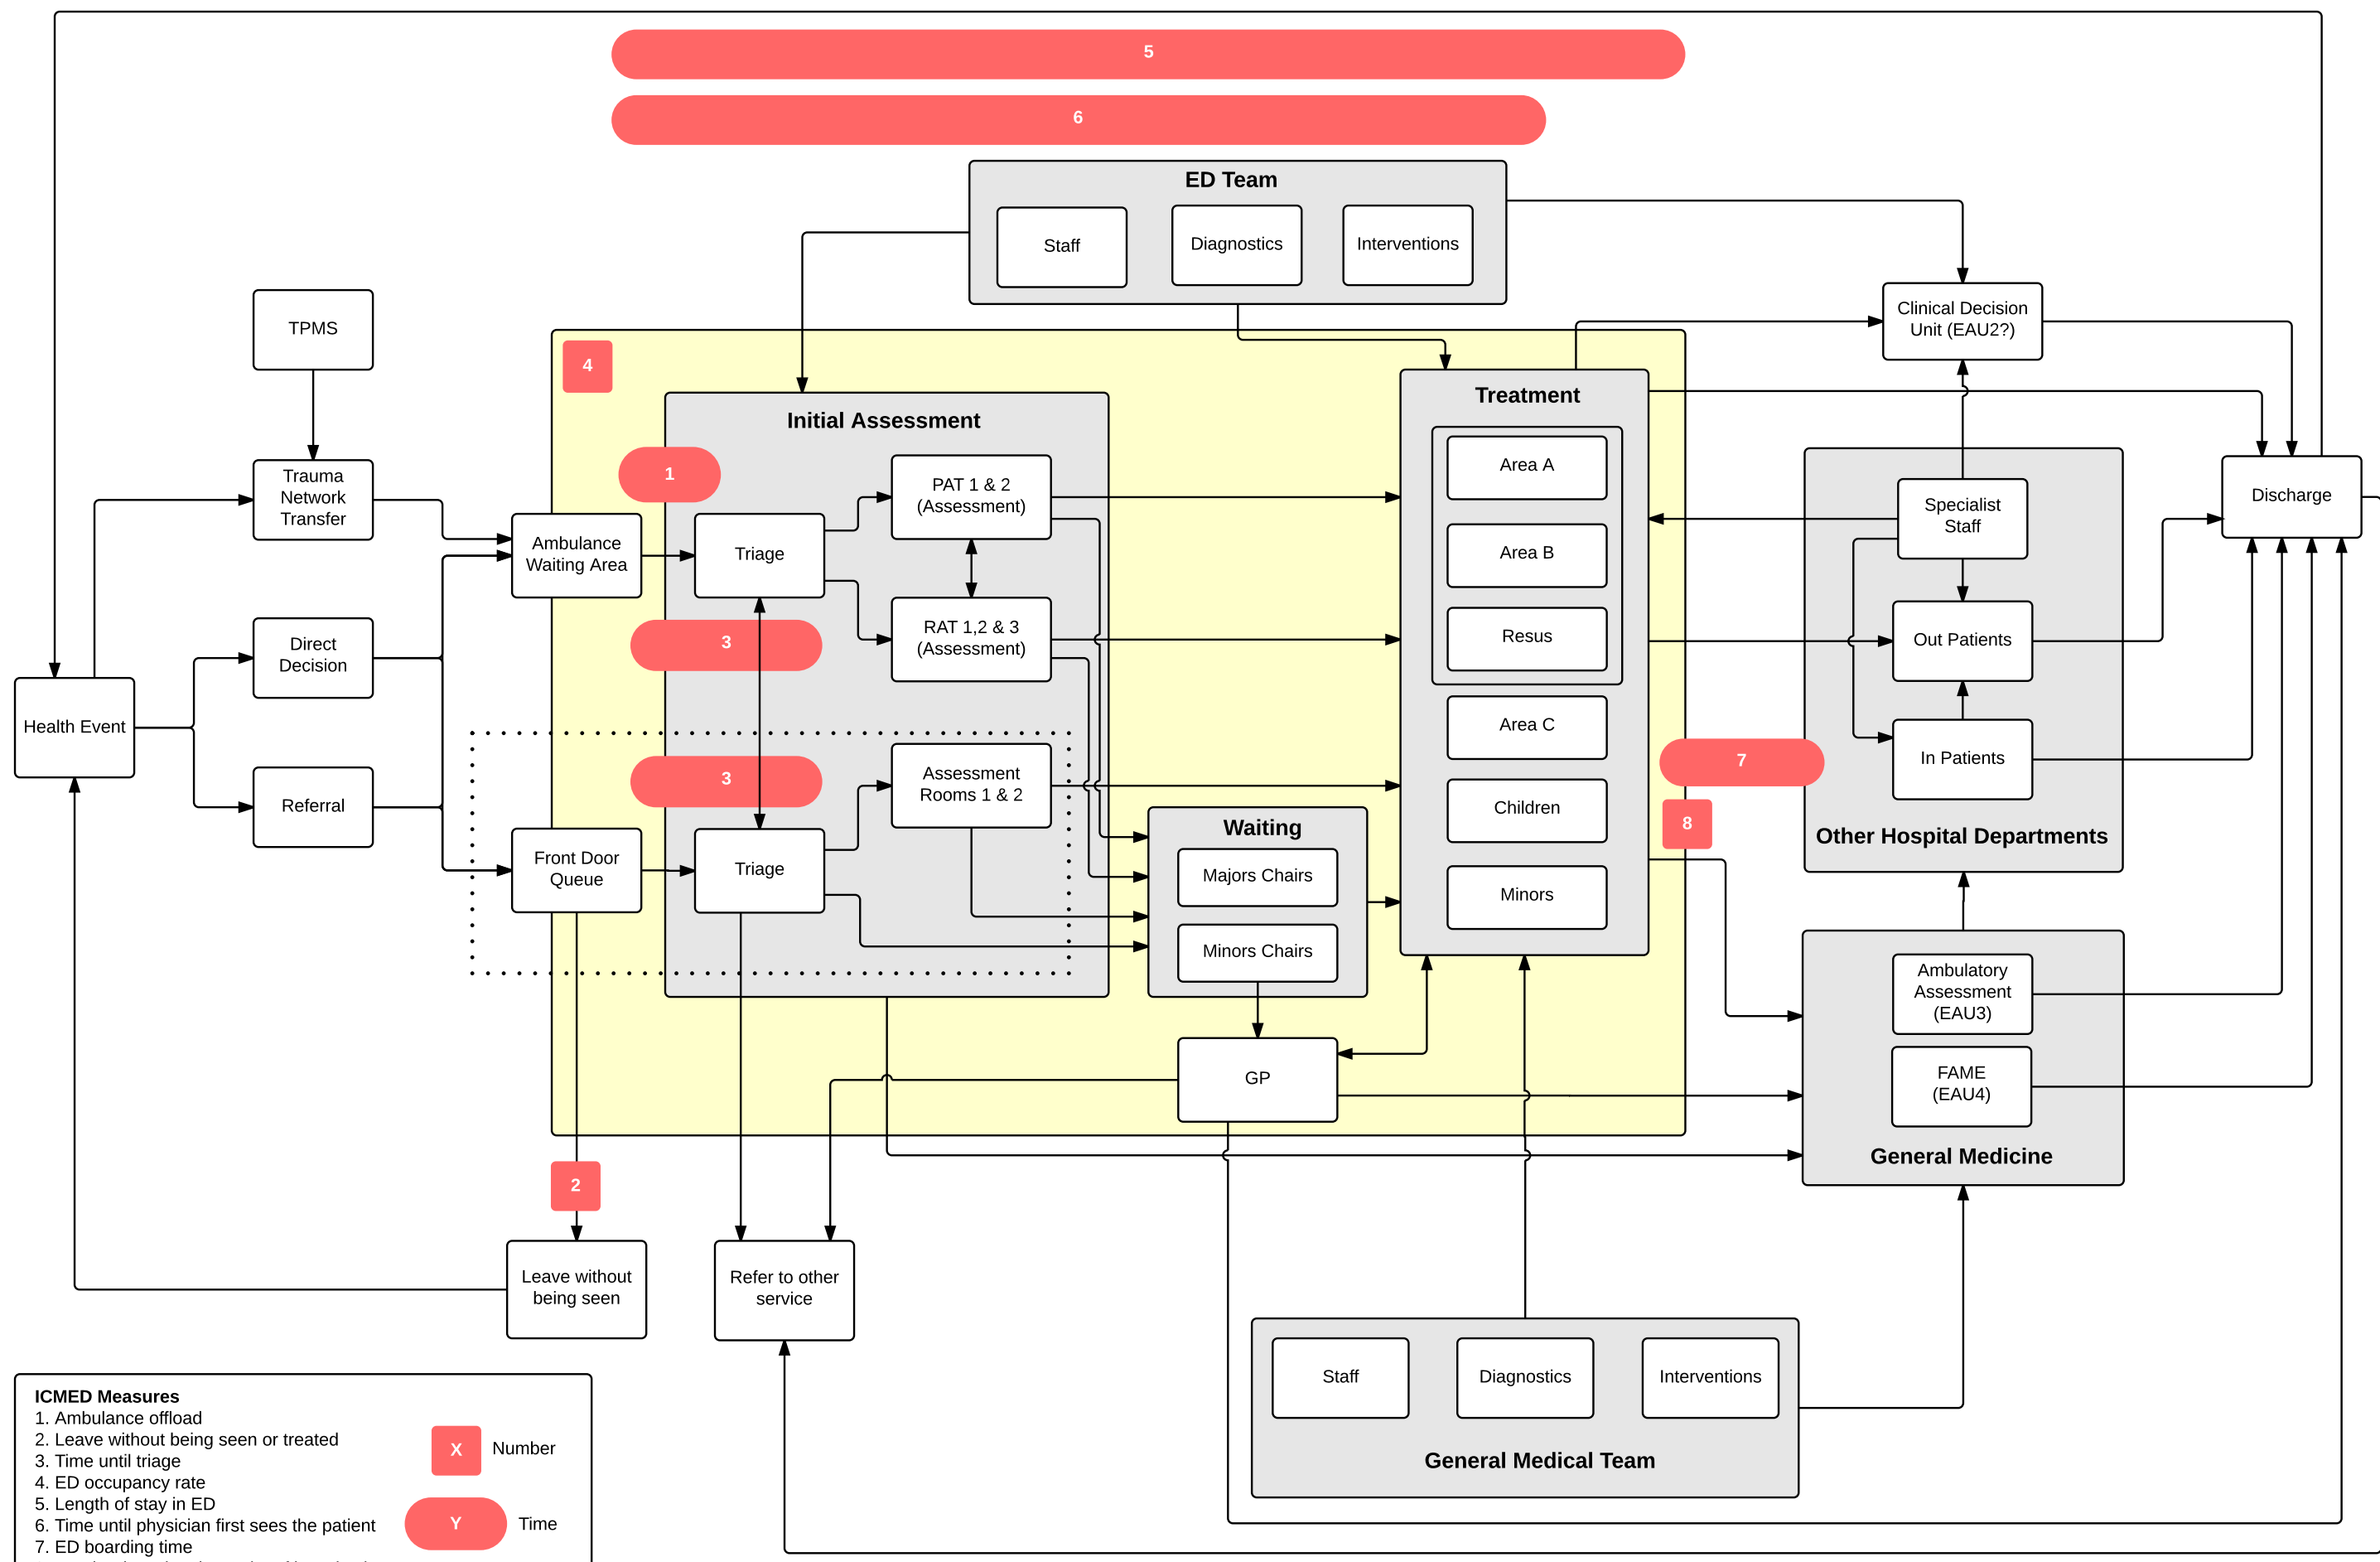 5
6
ED Team
Staff
Diagnostics
Interventions
TPMS
Clinical Decision
Unit (EAU2?)
4
Treatment
Initial Assessment
1
Area A
Trauma
Network
Transfer
PAT 1 & 2
(Assessment)
Specialist
Staff
Discharge
Ambulance
Waiting Area
Triage
Area B
3
RAT 1,2 & 3
(Assessment)
Resus
Out Patients
Direct
Decision
Health Event
Area C
7
In Patients
3
Assessment
Rooms 1 & 2
Referral
Children
8
Waiting
Other Hospital Departments
Front Door
Queue
Triage
Majors Chairs
Minors
Minors Chairs
Ambulatory
Assessment
(EAU3)
GP
FAME
(EAU4)
General Medicine
2
Leave without
being seen
Refer to other
service
Staff
Diagnostics
Interventions
General Medical Team
ICMED Measures
1. Ambulance offload
2. Leave without being seen or treated
3. Time until triage
4. ED occupancy rate
5. Length of stay in ED
6. Time until physician first sees the patient
7. ED boarding time
X
Number
Y
Time